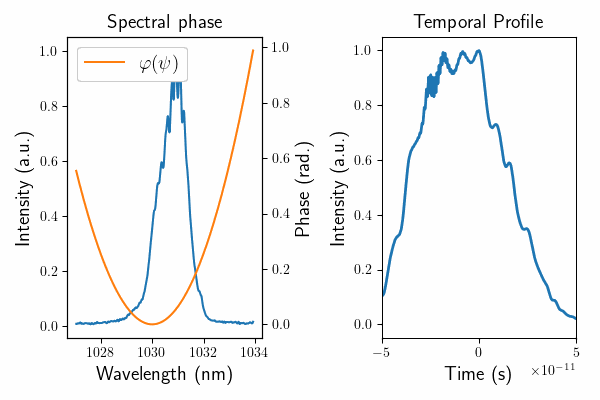 Spectral phase
φ(ψ)
1.0
0.8
0.6
0.4
0.2
0.0
Intensity (a.u.)
1.0
0.8
0.6
0.4
0.2
0.0
Phase (rad.)
1028 1030 1032 1034
Wavelength (nm)
Temporal Profile
1.0
0.8
0.6
0.4
0.2
0.0
Intensity (a.u.)
−5 0 5
×10⁻¹¹
Time (s)